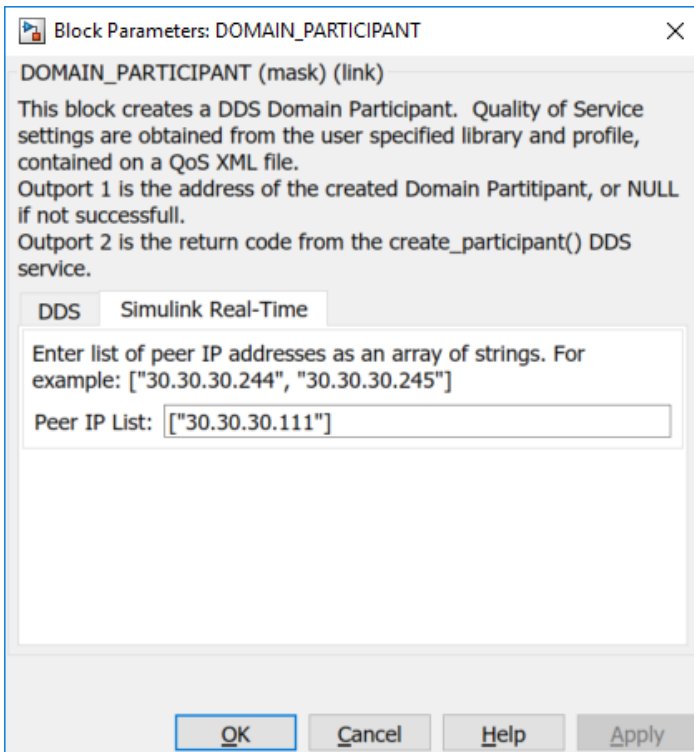 Block Parameters: DOMAIN_PARTICIPANT
DOMAIN_PARTICIPANT (mask) (link)
This block creates a DDS Domain Participant.  Quality of Service
settings are obtained from the user specified library and profile,
contained on a QoS XML file.
Outport 1 is the address of the created Domain Partitipant, or NULL
if not successfull.
Outport 2 is the return code from the create_participant() DDS
service.
DDS Simulink Real-Time
Enter list of peer IP addresses as an array of strings. For
example: ["30.30.30.244", "30.30.30.245"]
Peer IP List: ["30.30.30.111"]
OK Cancel Help Apply